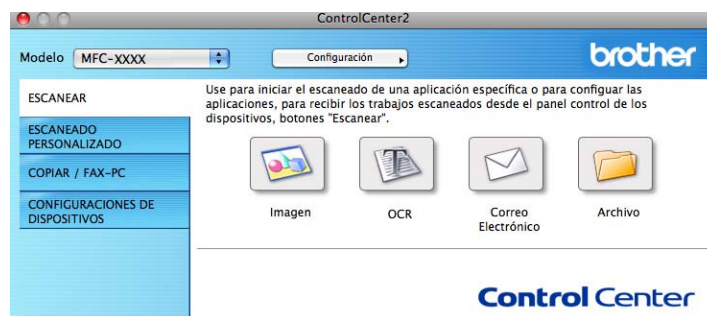 ControlCenter2
Modelo MFC-XXXX Configuración brother
ESCANEAR
ESCANEADO
PERSONALIZADO
COPIAR / FAX-PC
CONFIGURACIONES DE
DISPOSITIVOS
Use para iniciar el escaneado de una aplicación específica o para configuar las
aplicaciones, para recibir los trabajos escaneados desde el panel control de los
dispositivos, botones "Escanear".
Imagen
OCR
Correo
Electrónico
Archivo
Control Center